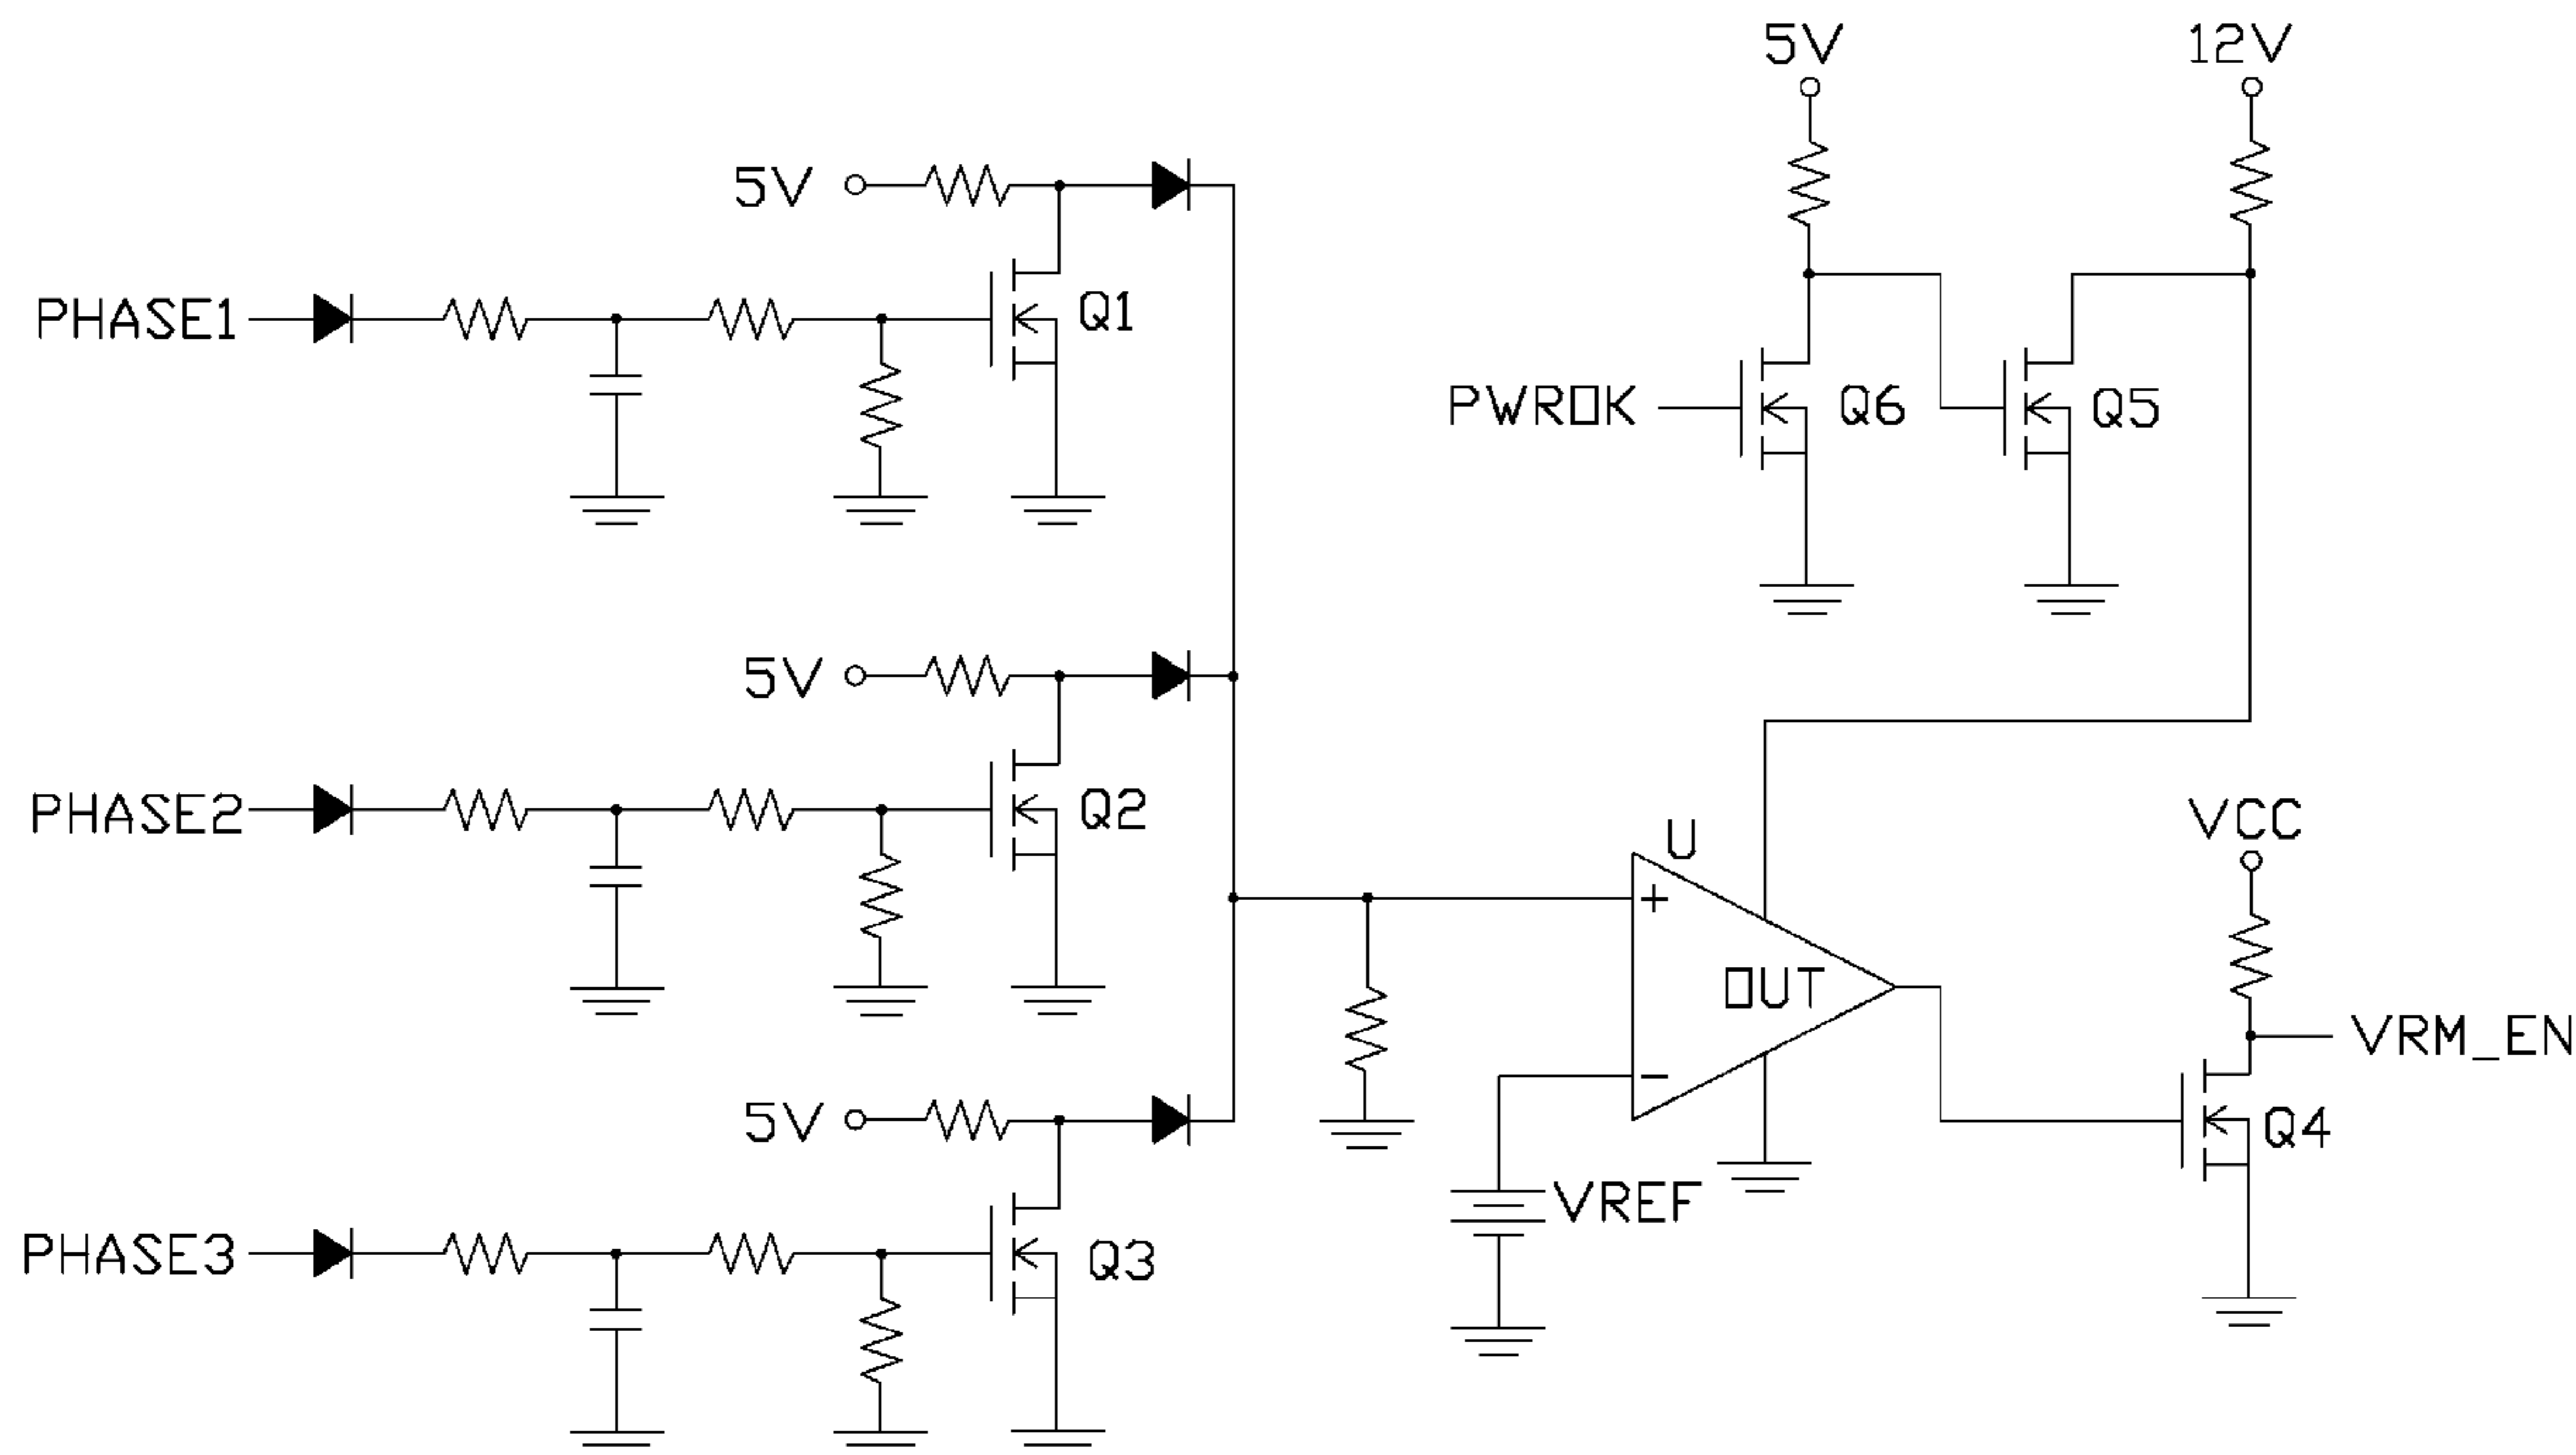 5V
12V
5V
PHASE1
Q1
PWROK
Q6
Q5
5V
PHASE2
Q2
U
+
VCC
OUT
VRM_EN
-
5V
Q4
VREF
PHASE3
Q3